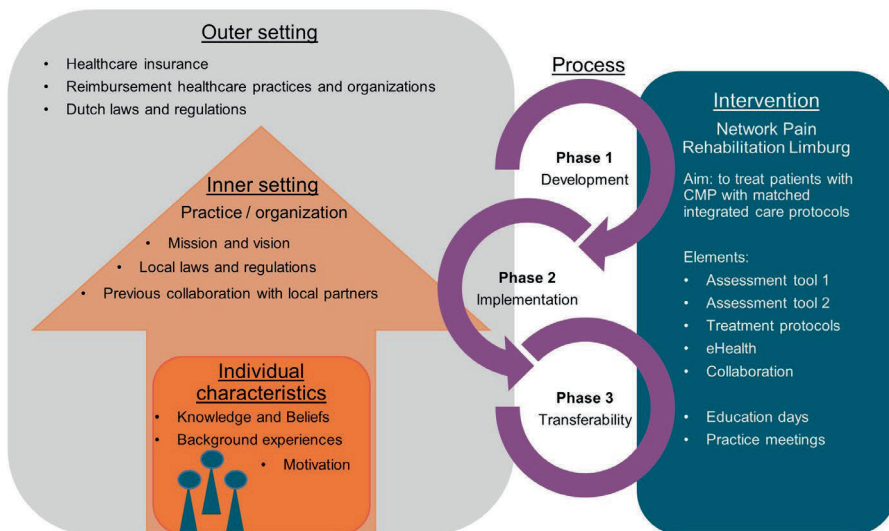 Outer setting
• Healthcare insurance
• Reimbursement healthcare practices and organizations
• Dutch laws and regulations
Inner setting
Practice / organization
• Mission and vision
• Local laws and regulations
• Previous collaboration with local partners
Individual
characteristics
• Knowledge and Beliefs
• Background experiences
• Motivation
Process
Phase 1
Development
Phase 2
Implementation
Phase 3
Transferability
Intervention
Network Pain
Rehabilitation Limburg
Aim: to treat patients with
CMP with matched
integrated care protocols
Elements:
• Assessment tool 1
• Assessment tool 2
• Treatment protocols
• eHealth
• Collaboration
• Education days
• Practice meetings